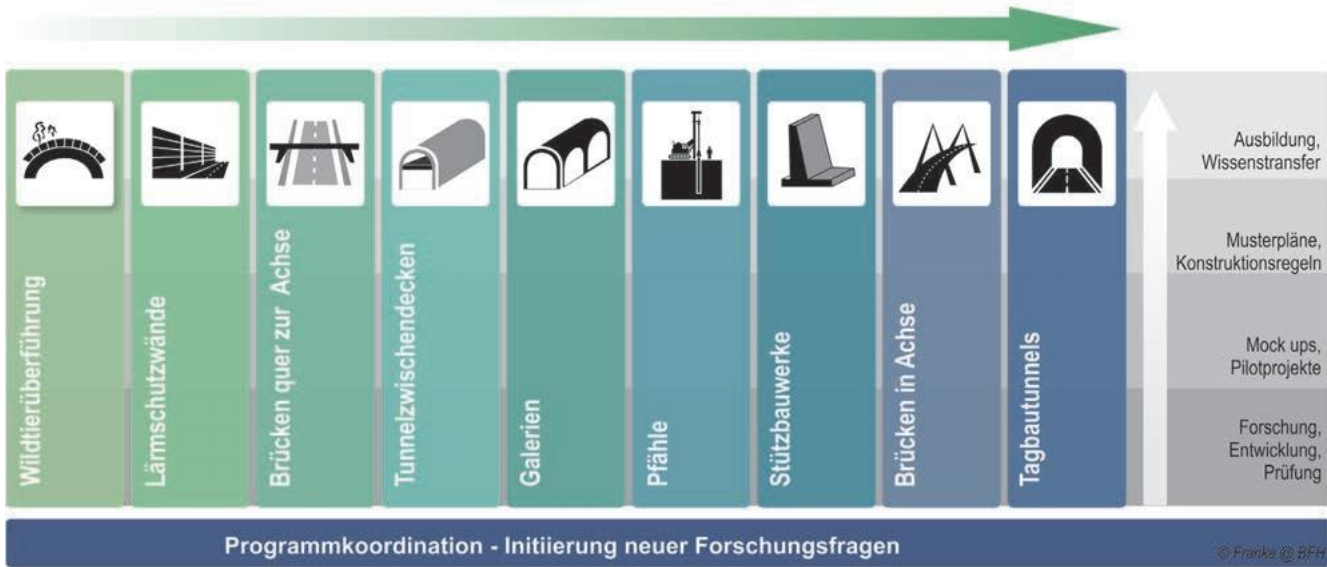 Wildtierüberführung
Lärmschutzwände
Brücken quer zur Achse
Tunnelzwischendecken
Galerien
Pfähle
Stützbauwerke
Brücken in Achse
Tagbautunnels
Ausbildung,
Wissenstransfer
Musterpläne,
Konstruktionsregeln
Mock ups,
Pilotprojekte
Forschung,
Entwicklung,
Prüfung
Programmkoordination - Initiierung neuer Forschungsfragen
© Franke @ BFH